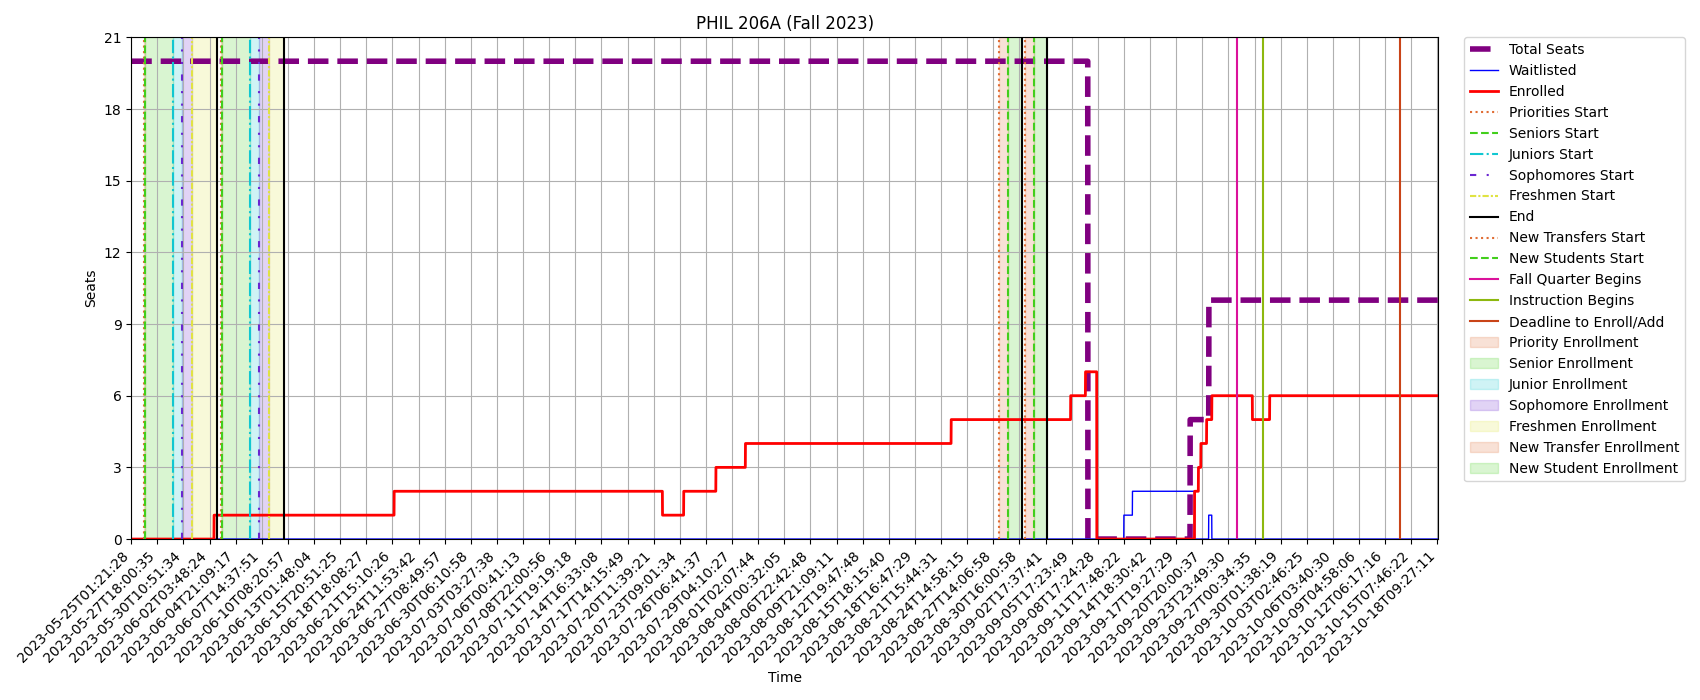 PHIL 206A (Fall 2023)
Seats
21
18
15
12
9
6
3
0
2023-05-25T01:21:28
2023-05-27T18:00:35
2023-05-30T10:51:34
2023-06-02T03:48:24
2023-06-04T21:09:17
2023-06-07T14:37:51
2023-06-10T08:20:57
2023-06-13T01:48:04
2023-06-15T20:51:25
2023-06-18T18:08:27
2023-06-21T15:10:26
2023-06-24T11:53:42
2023-06-27T08:49:57
2023-06-30T06:10:58
2023-07-03T03:27:38
2023-07-06T00:41:13
2023-07-08T22:00:56
2023-07-11T19:19:18
2023-07-14T16:33:08
2023-07-17T14:15:49
2023-07-20T11:39:21
2023-07-23T09:01:34
2023-07-26T06:41:37
2023-07-29T04:10:27
2023-08-01T02:07:44
2023-08-04T00:32:05
2023-08-06T22:42:48
2023-08-09T21:09:11
2023-08-12T19:47:48
2023-08-15T18:15:40
2023-08-18T16:47:29
2023-08-21T15:44:31
2023-08-24T14:58:15
2023-08-27T14:06:58
2023-08-30T16:00:58
2023-09-02T17:37:41
2023-09-05T17:23:49
2023-09-08T17:24:28
2023-09-11T17:48:22
2023-09-14T18:30:42
2023-09-17T19:27:29
2023-09-20T20:00:37
2023-09-23T23:49:30
2023-09-27T00:34:35
2023-09-30T01:38:19
2023-10-03T02:46:25
2023-10-06T03:40:30
2023-10-09T04:58:06
2023-10-12T06:17:16
2023-10-15T07:46:22
2023-10-18T09:27:11
Time
Total Seats
Waitlisted
Enrolled
Priorities Start
Seniors Start
Juniors Start
Sophomores Start
Freshmen Start
End
New Transfers Start
New Students Start
Fall Quarter Begins
Instruction Begins
Deadline to Enroll/Add
Priority Enrollment
Senior Enrollment
Junior Enrollment
Sophomore Enrollment
Freshmen Enrollment
New Transfer Enrollment
New Student Enrollment